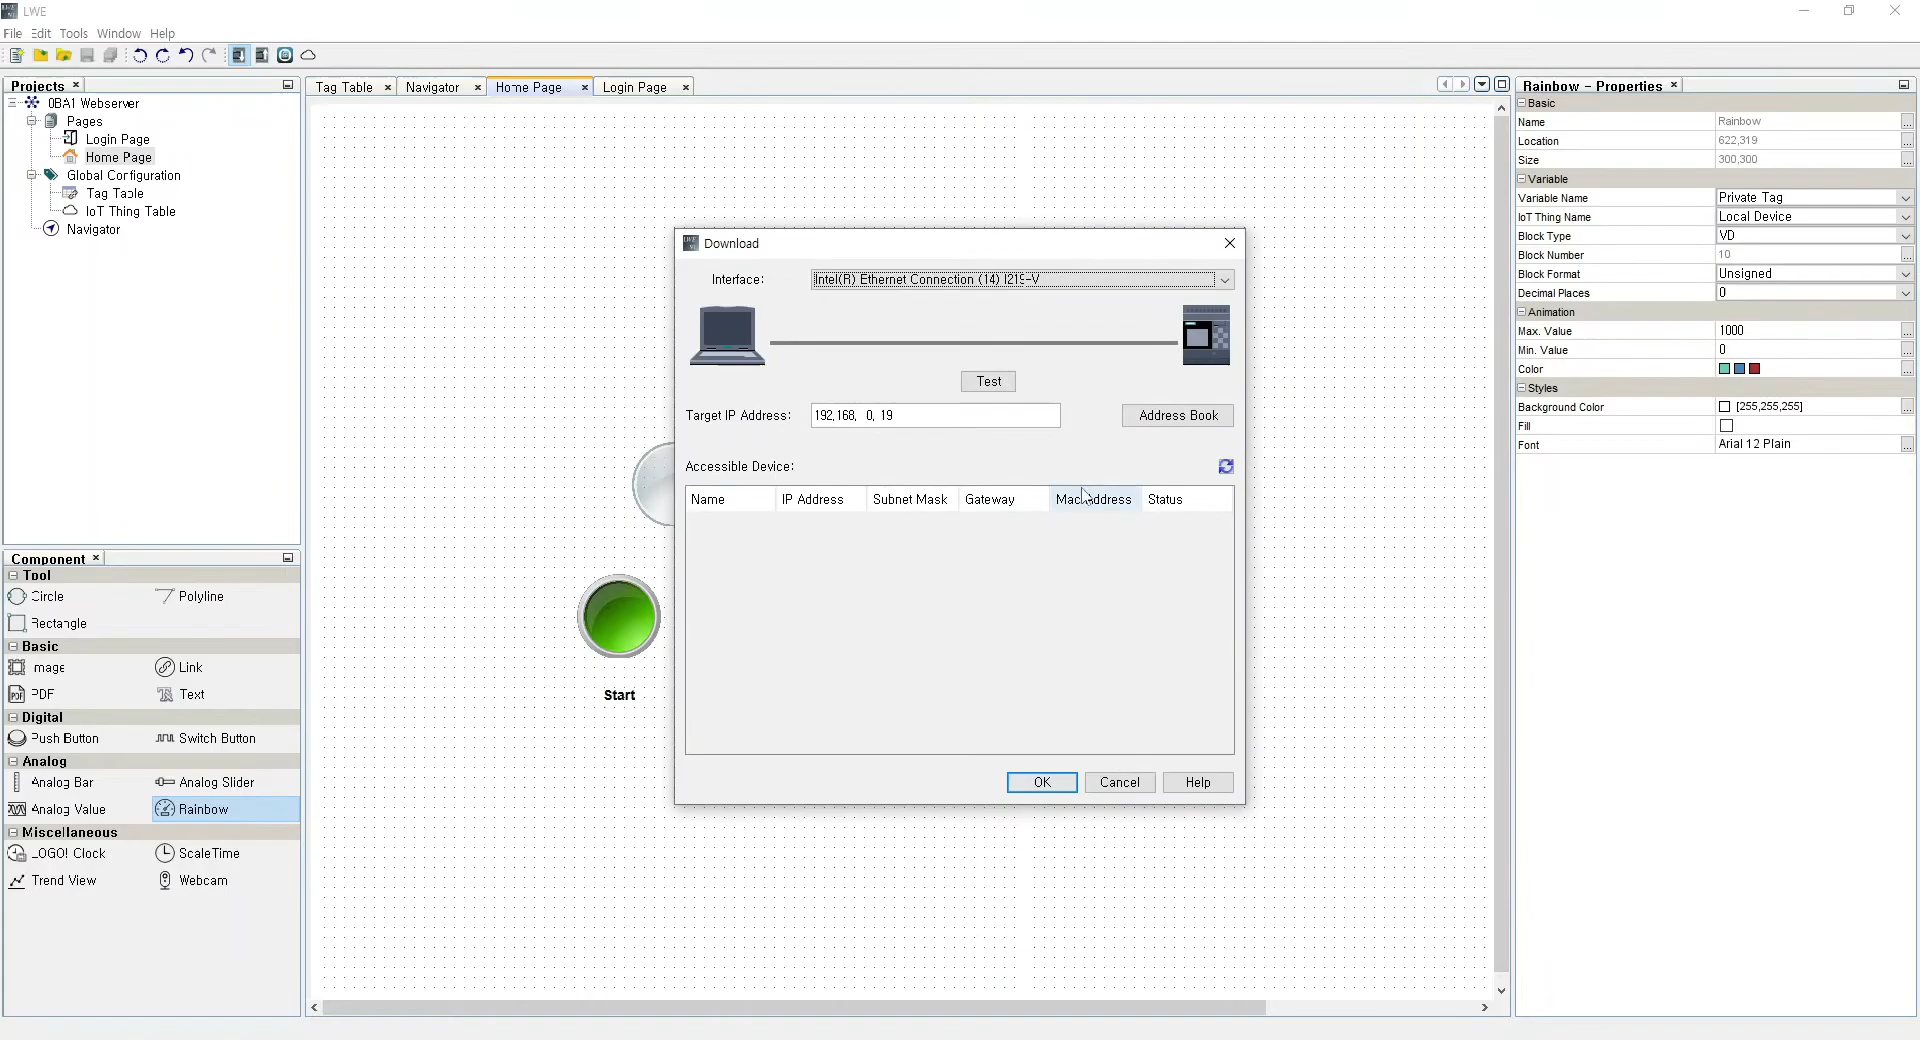 LWE
File Edit Tools Window Help
Projects
0BA1 Webserver
Pages
Login Page
Home Page
Global Configuration
Tag Table
IoT Thing Table
Navigator
Component
Tool
Circle
Polyline
Rectangle
Basic
Image
Link
PDF
Text
Digital
Push Button
Switch Button
Analog
Analog Bar
Analog Slider
Analog Value
Rainbow
Miscellaneous
LOGO! Clock
ScaleTime
Trend View
Webcam
Tag Table
Navigator
Home Page
Login Page
Start
Download
Interface:
Intel(R) Ethernet Connection (14) I219-V
Test
Target IP Address:
192.168. 0. 19
Address Book
Accessible Device:
Name IP Address Subnet Mask Gateway Mac Address Status
OK Cancel Help
Rainbow - Properties
Basic
Name Rainbow
Location 622,319
Size 300,300
Variable
Variable Name Private Tag
IoT Thing Name Local Device
Block Type VD
Block Number 10
Block Format Unsigned
Decimal Places 0
Animation
Max. Value 1000
Min. Value 0
Color
Styles
Background Color [255,255,255]
Fill
Font Arial 12 Plain